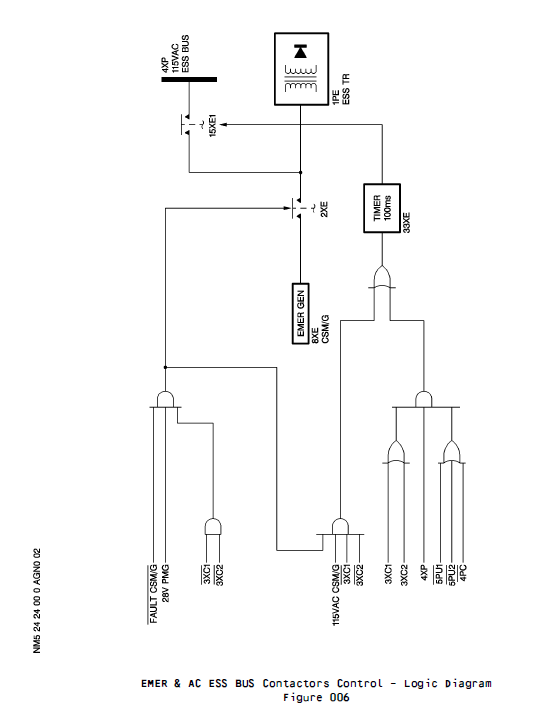 4XP
115VAC
ESS BUS
1PE
ESS TR
15XE1
2XE
TIMER
100ms
33XE
EMER GEN
8XE
CSM/G
FAULT CSM/G
28V PMG
3XC1
3XC2
115VAC CSM/G
3XC1
3XC2
3XC1
3XC2
4XP
5PU1
5PU2
4PC
NM5 24 24 00 0 AGN0 02
EMER & AC ESS BUS Contactors Control - Logic Diagram
Figure 006